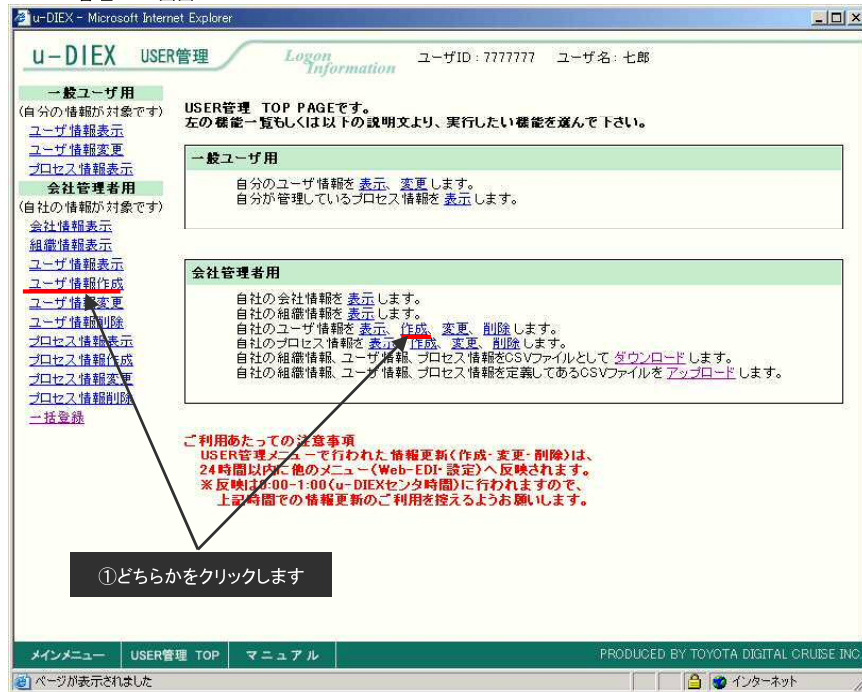 u-DIEX - Microsoft Internet Explorer
u-DIEX USER管理 Logon Information ユーザID：7777777 ユーザ名：七郎
一般ユーザ用
(自分の情報が対象です)
ユーザ情報表示
ユーザ情報変更
プロセス情報表示
会社管理者用
(自社の情報が対象です)
会社情報表示
組織情報表示
ユーザ情報表示
ユーザ情報作成
ユーザ情報変更
ユーザ情報削除
プロセス情報表示
プロセス情報作成
プロセス情報変更
プロセス情報削除
一括登録
USER管理 TOP PAGEです。
左の機能一覧もしくは以下の説明文より、実行したい機能を選んで下さい。
一般ユーザ用
自分のユーザ情報を 表示、変更します。
自分が管理しているプロセス情報を 表示します。
会社管理者用
自社の会社情報を 表示します。
自社の組織情報を 表示します。
自社のユーザ情報を 表示、作成、変更、削除します。
自社のプロセス情報を 表示、作成、変更、削除します。
自社の組織情報、ユーザ情報、プロセス情報をCSVファイルとして ダウンロードします。
自社の組織情報、ユーザ情報、プロセス情報を定義してあるCSVファイルを アップロードします。
ご利用あたっての注意事項
USER管理メニューで行われた情報更新(作成・変更・削除)は、
24時間以内に他のメニュー(Web-EDI・設定)へ反映されます。
※反映は0:00-1:00(u-DIEXセンタ時間)に行われますので、
上記時間での情報更新のご利用を控えるようお願いします。
①どちらかをクリックします
メインメニュー USER管理 TOP マニュアル PRODUCED BY TOYOTA DIGITAL CRUISE INC.
ページが表示されました インターネット